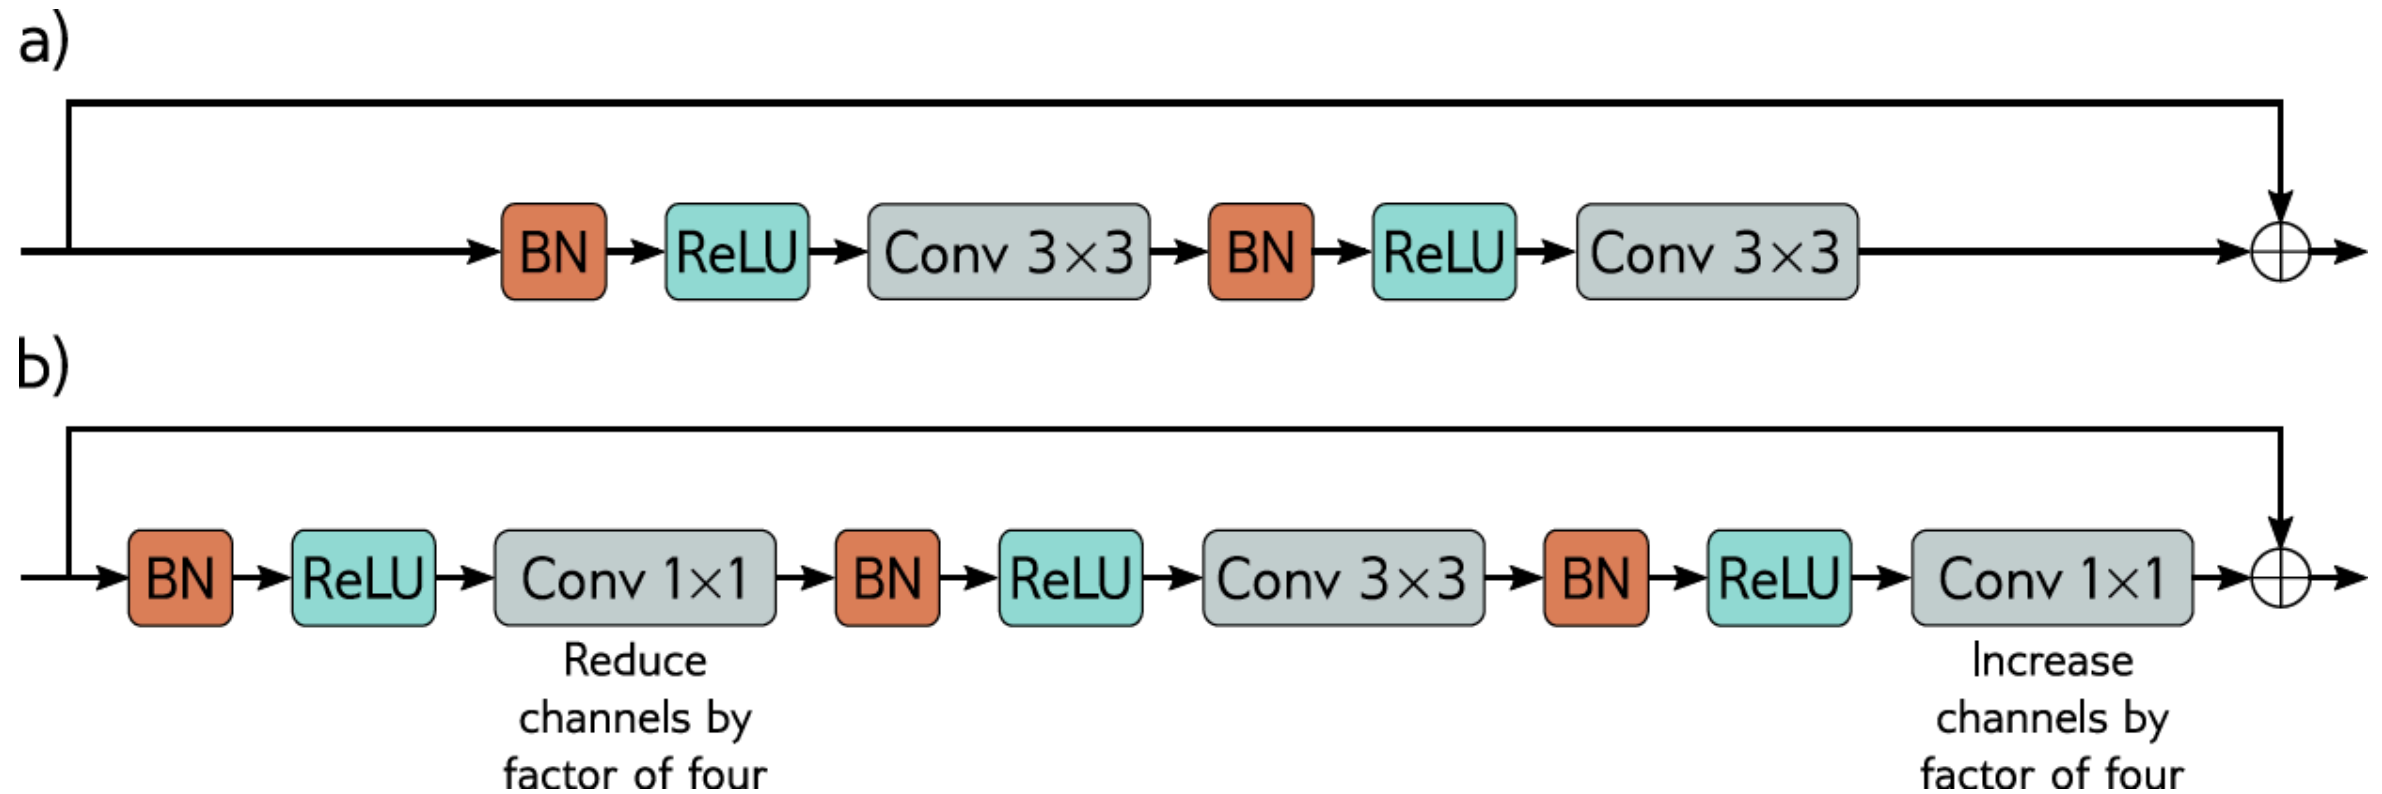 a)
BN ReLU Conv 3×3 BN ReLU Conv 3×3
b)
BN ReLU Conv 1×1 BN ReLU Conv 3×3 BN ReLU Conv 1×1
Reduce
channels by
factor of four
Increase
channels by
factor of four